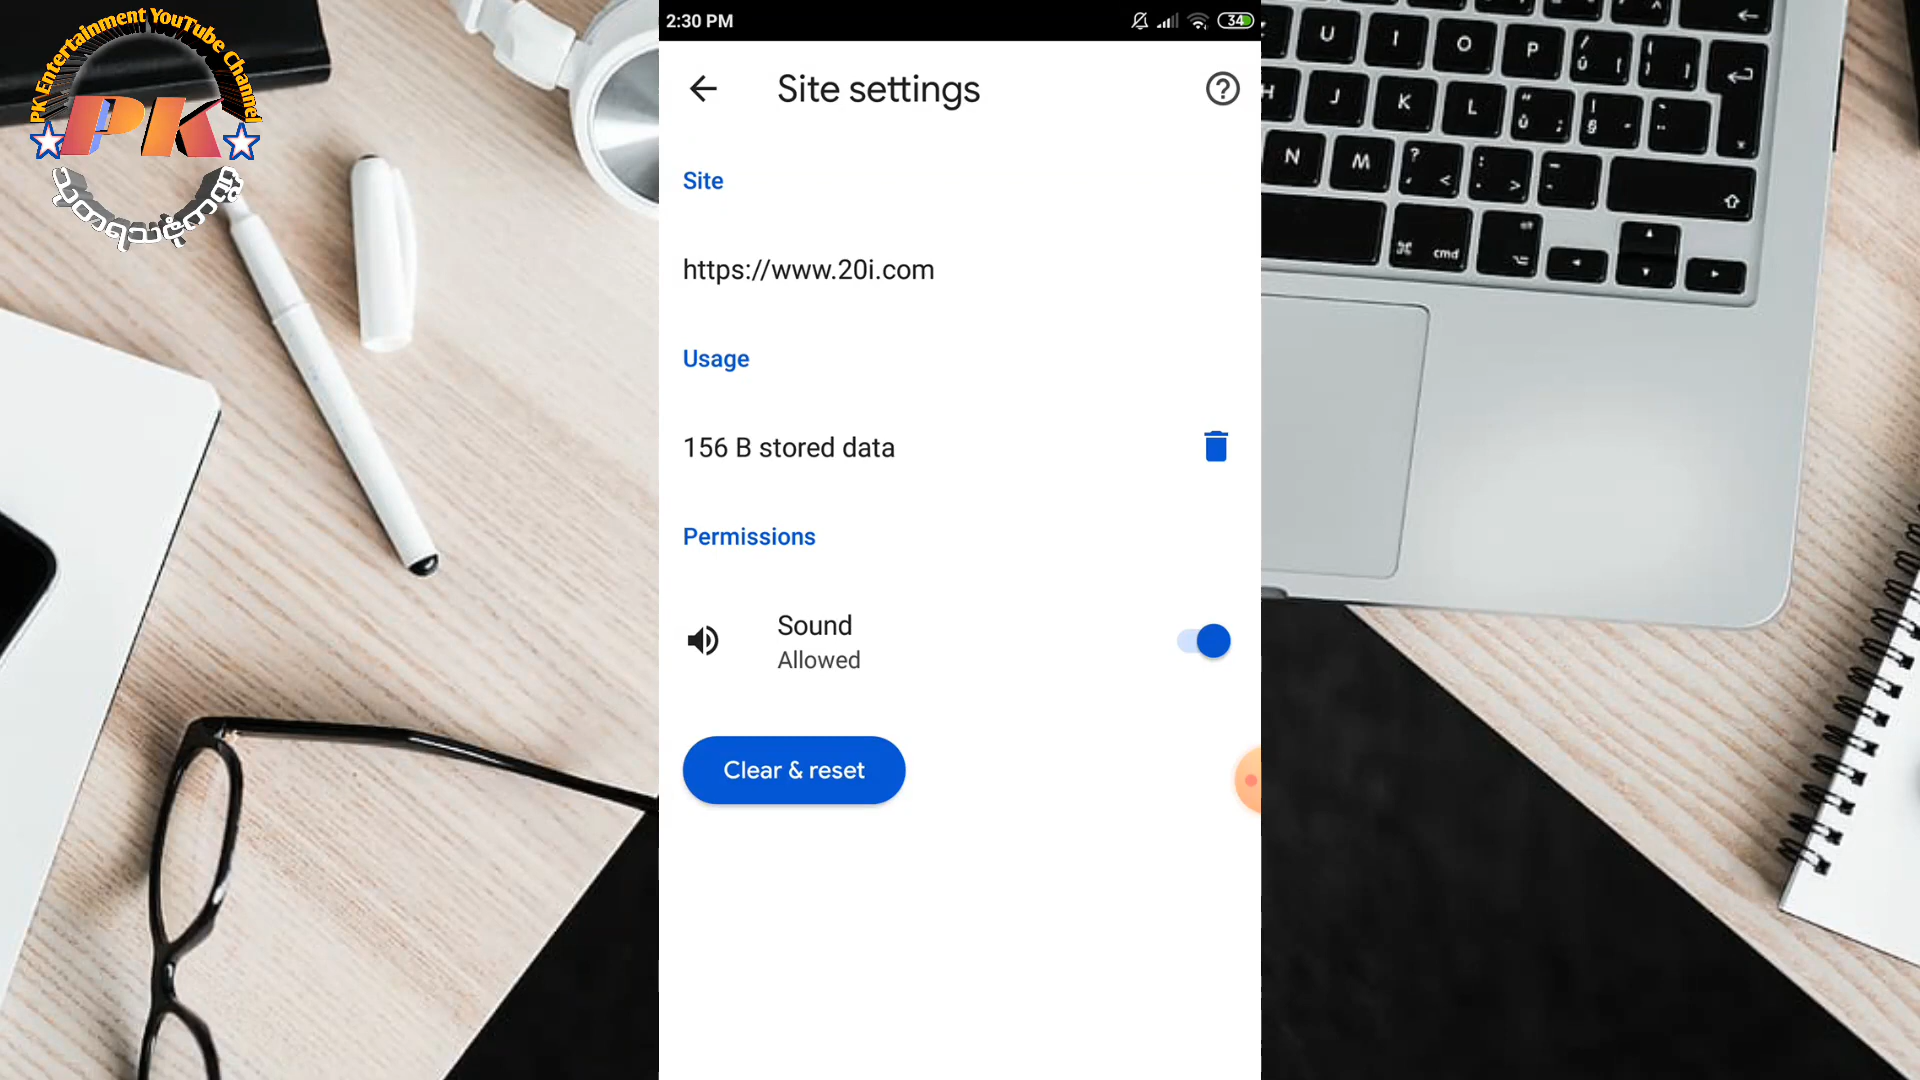 PK Entertainment YouTube Channel
PK
2:30 PM
34
Site settings
Site
https://www.20i.com
Usage
156 B stored data
Permissions
Sound
Allowed
Clear & reset
U I O P
H J K L
N M
cmd